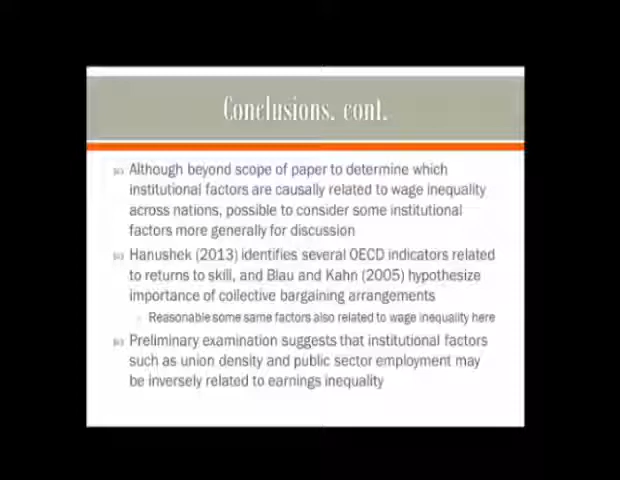 Conclusions, cont.
Although beyond scope of paper to determine which
institutional factors are causally related to wage inequality
across nations, possible to consider some institutional
factors more generally for discussion
Hanushek (2013) identifies several OECD indicators related
to returns to skill, and Blau and Kahn (2005) hypothesize
importance of collective bargaining arrangements
Reasonable some same factors also related to wage inequality here
Preliminary examination suggests that institutional factors
such as union density and public sector employment may
be inversely related to earnings inequality